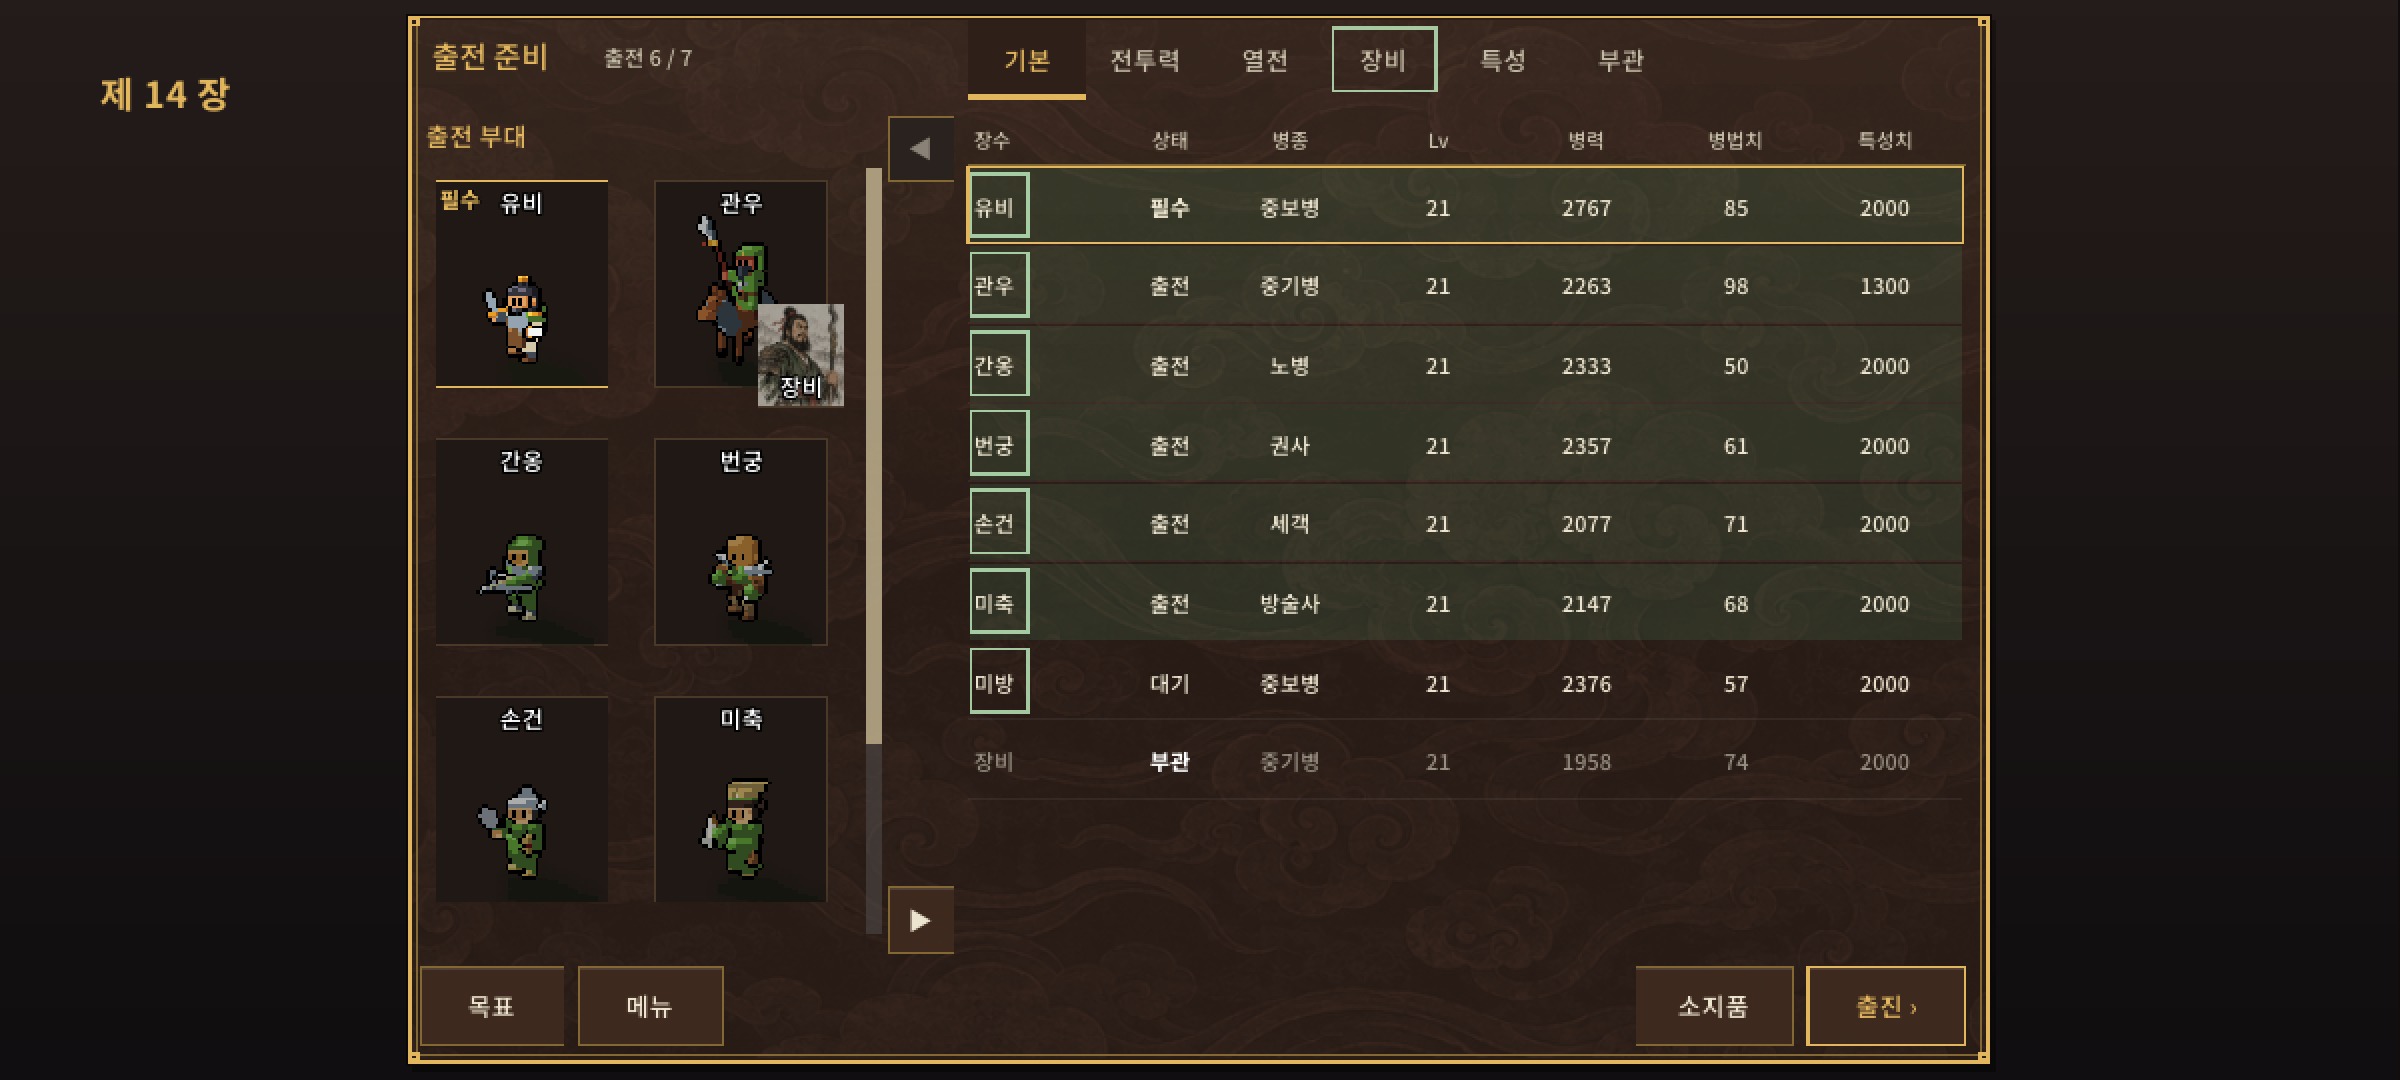 제 14 장
출전 준비 출전 6 / 7
기본 전투력 열전 장비 특성 부관
출전 부대
필수 유비 관우
장비
간옹 번궁
손건 미축
장수 상태 병종 Lv 병력 병법치 특성치
유비 필수 중보병 21 2767 85 2000
관우 출전 중기병 21 2263 98 1300
간옹 출전 노병 21 2333 50 2000
번궁 출전 권사 21 2357 61 2000
손건 출전 세객 21 2077 71 2000
미축 출전 방술사 21 2147 68 2000
미방 대기 중보병 21 2376 57 2000
장비 부관 중기병 21 1958 74 2000
목표 메뉴 소지품 출진 ›